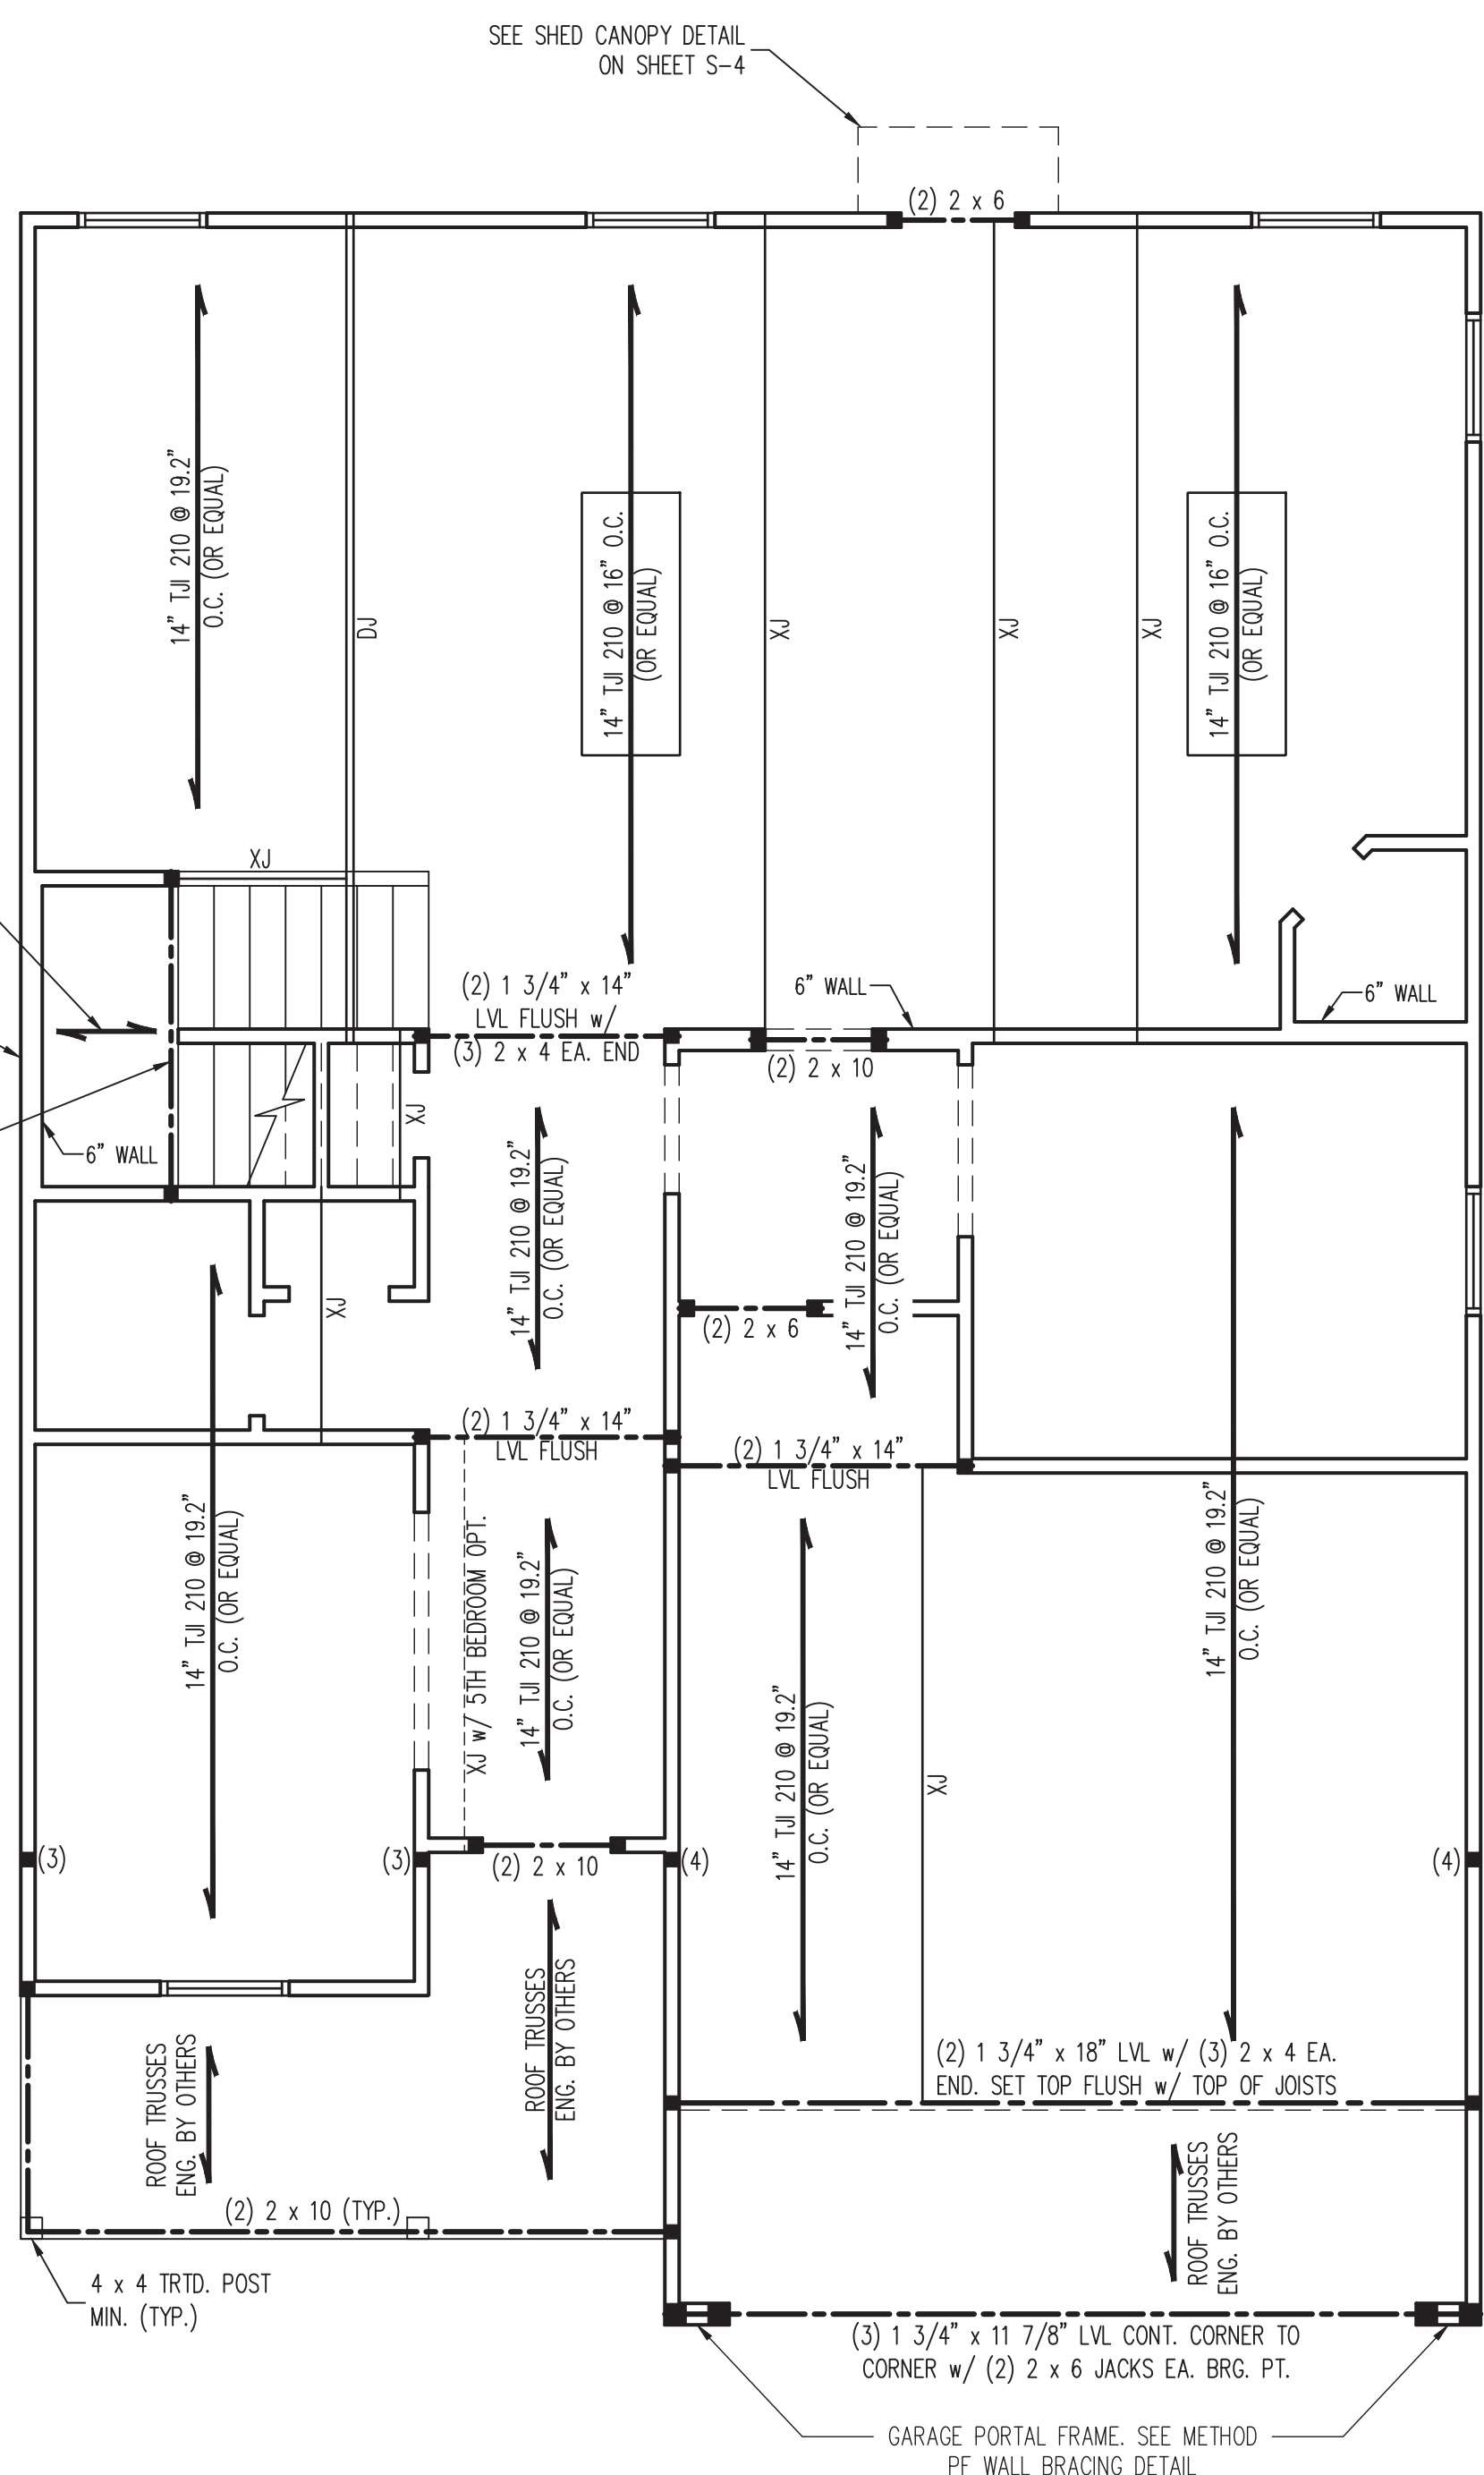 SEE SHED CANOPY DETAIL
ON SHEET S-4
(2) 2 x 6
14" TJI 210 @ 19.2"
O.C. (OR EQUAL)
DJ
14" TJI 210 @ 16" O.C.
(OR EQUAL)
XJ
XJ
XJ
14" TJI 210 @ 16" O.C.
(OR EQUAL)
XJ
(2) 1 3/4" x 14"
LVL FLUSH w/
(3) 2 x 4 EA. END
6" WALL
6" WALL
(2) 2 x 10
XJ
6" WALL
14" TJI 210 @ 19.2"
O.C. (OR EQUAL)
14" TJI 210 @ 19.2"
O.C. (OR EQUAL)
XJ
(2) 2 x 6
(2) 1 3/4" x 14"
LVL FLUSH
(2) 1 3/4" x 14"
LVL FLUSH
14" TJI 210 @ 19.2"
O.C. (OR EQUAL)
XJ w/ 5TH BEDROOM OPT.
14" TJI 210 @ 19.2"
O.C. (OR EQUAL)
14" TJI 210 @ 19.2"
O.C. (OR EQUAL)
XJ
14" TJI 210 @ 19.2"
O.C. (OR EQUAL)
(3)
(3)
(2) 2 x 10
(4)
(4)
ROOF TRUSSES
ENG. BY OTHERS
ROOF TRUSSES
ENG. BY OTHERS
(2) 1 3/4" x 18" LVL w/ (3) 2 x 4 EA.
END. SET TOP FLUSH w/ TOP OF JOISTS
ROOF TRUSSES
ENG. BY OTHERS
(2) 2 x 10 (TYP.)
4 x 4 TRTD. POST
MIN. (TYP.)
(3) 1 3/4" x 11 7/8" LVL CONT. CORNER TO
CORNER w/ (2) 2 x 6 JACKS EA. BRG. PT.
GARAGE PORTAL FRAME. SEE METHOD
PF WALL BRACING DETAIL